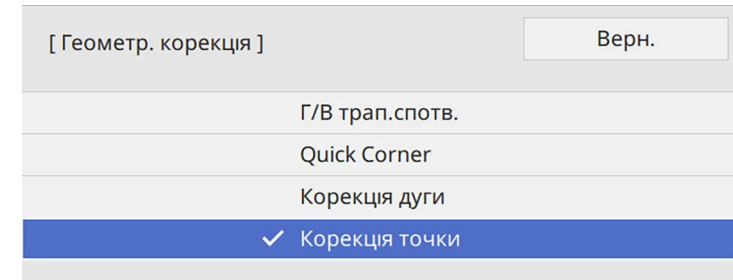 [ Геометр. корекція ]
Верн.
Г/В трап.спотв.
Quick Corner
Корекція дуги
Корекція точки